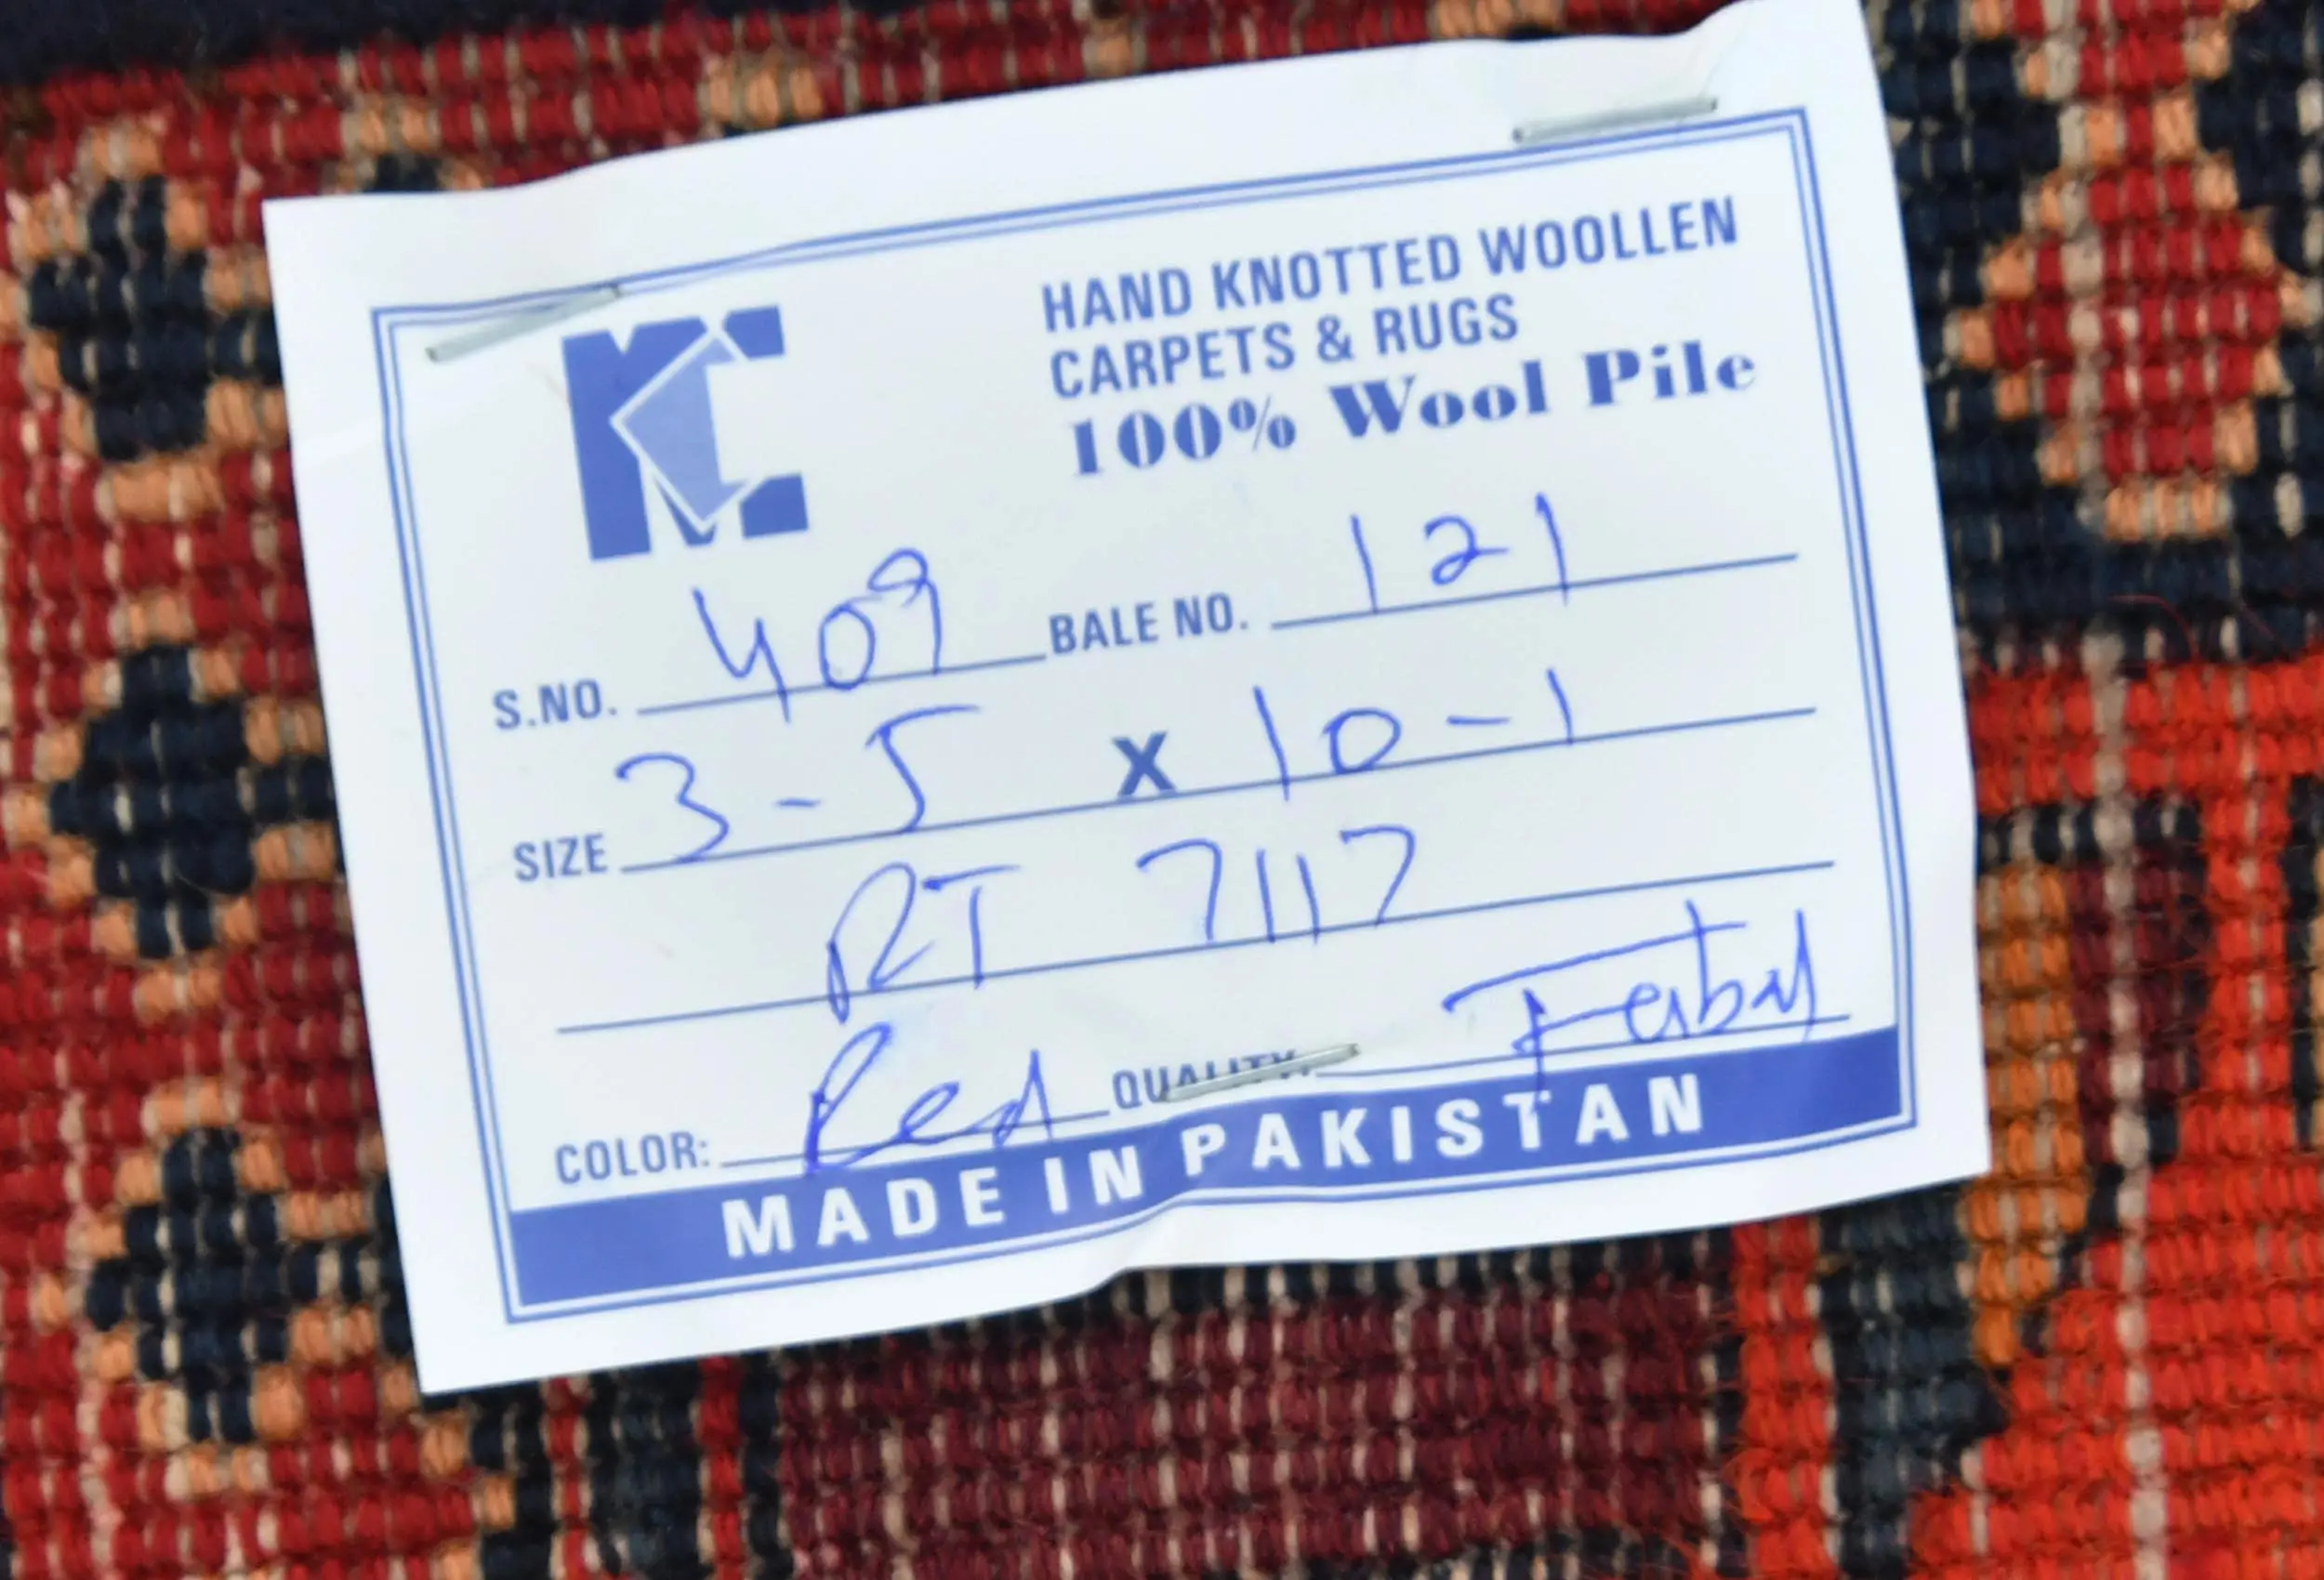 KC
HAND KNOTTED WOOLLEN
CARPETS & RUGS
100% Wool Pile
S.NO. 409 BALE NO. 121
SIZE 3-5 X 10-1
RT 7117
COLOR: Red QUALITY:
MADE IN PAKISTAN